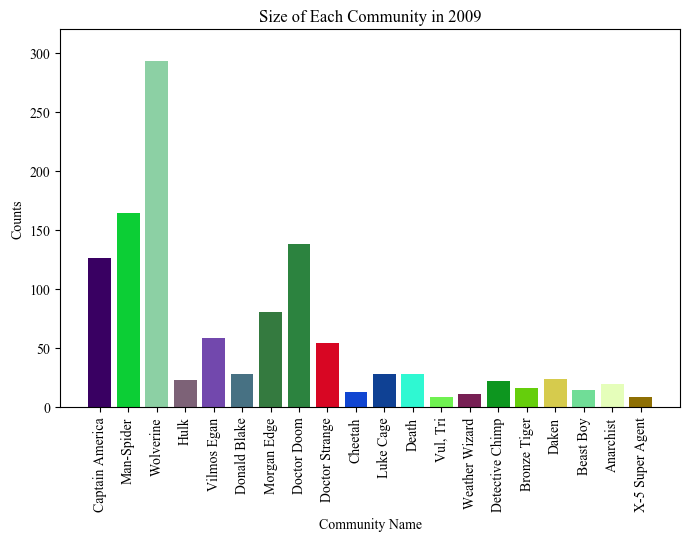 Size of Each Community in 2009
300
250
200
150
100
50
0
Counts
Captain America
Man-Spider
Wolverine
Hulk
Vilmos Egan
Donald Blake
Morgan Edge
Doctor Doom
Doctor Strange
Cheetah
Luke Cage
Death
Vul, Tri
Weather Wizard
Detective Chimp
Bronze Tiger
Daken
Beast Boy
Anarchist
X-5 Super Agent
Community Name